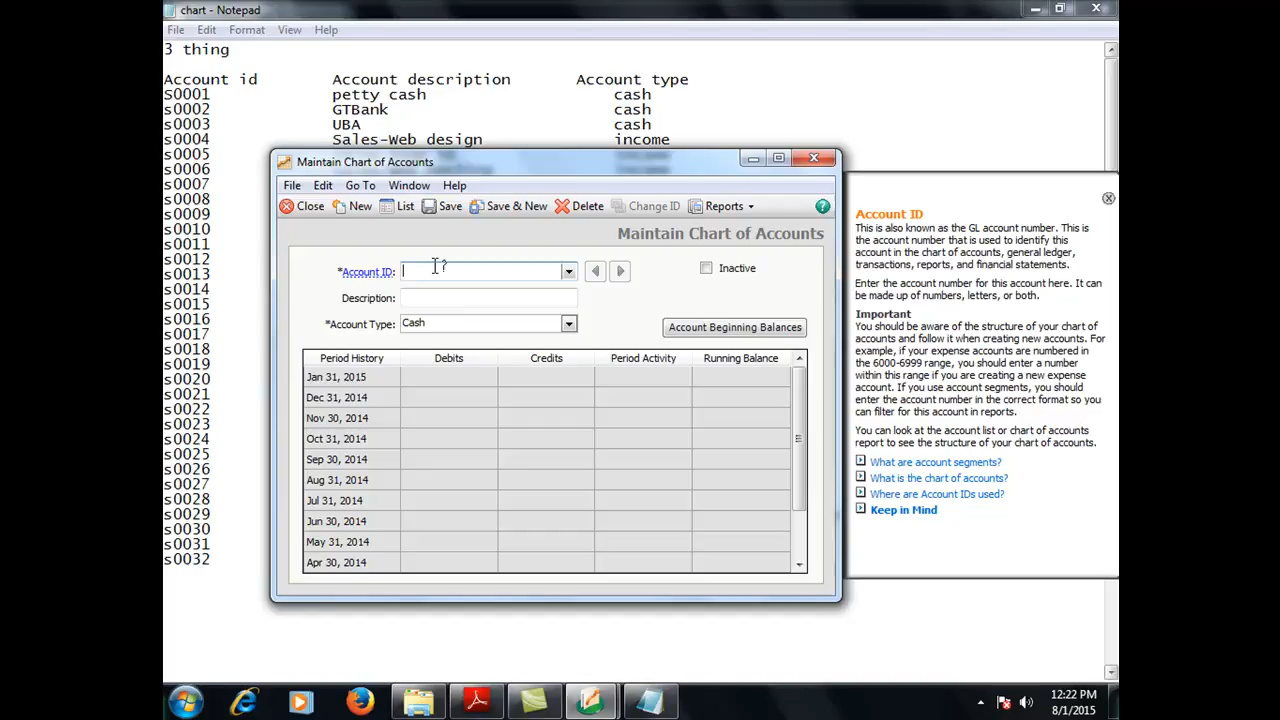 chart - Notepad
File Edit Format View Help
3 thing
Account id Account description Account type
S0001 petty cash cash
s0002 GTBank cash
s0003 UBA cash
s0004 Sales-Web design income
s0005
s0006
s0007
s0008
s0009
s0010
s0011
s0012
s0013
s0014
s0015
s0016
s0017
s0018
s0019
s0020
s0021
s0022
s0023
s0024
s0025
s0026
s0027
s0028
s0029
s0030
s0031
s0032
Maintain Chart of Accounts
File Edit Go To Window Help
Close New List Save Save & New Delete Change ID Reports
Maintain Chart of Accounts
*Account ID:
Inactive
Description:
*Account Type: Cash
Account Beginning Balances
Period History Debits Credits Period Activity Running Balance
Jan 31, 2015
Dec 31, 2014
Nov 30, 2014
Oct 31, 2014
Sep 30, 2014
Aug 31, 2014
Jul 31, 2014
Jun 30, 2014
May 31, 2014
Apr 30, 2014
Account ID
This is also known as the GL account number. This is
the account number that is used to identify this
account in the chart of accounts, general ledger,
transactions, reports, and financial statements.
Enter the account number for this account here. It can
be made up of numbers, letters, or both.
Important
You should be aware of the structure of your chart of
accounts and follow it when creating new accounts. For
example, if your expense accounts are numbered in
the 6000-6999 range, you should enter a number
within this range if you are creating a new expense
account. If you use account segments, you should
enter the account number in the correct format so you
can filter for this account in reports.
You can look at the account list or chart of accounts
report to see the structure of your chart of accounts.
What are account segments?
What is the chart of accounts?
Where are Account IDs used?
Keep in Mind
12:22 PM
8/1/2015